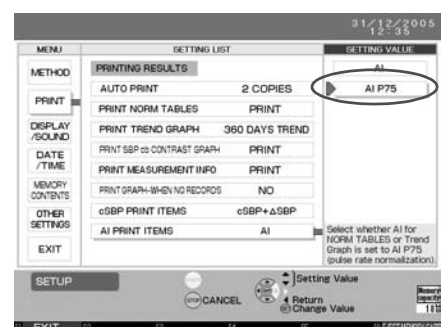 31/12/2005
12:35
MENU
SETTING LIST
SETTING VALUE
METHOD
PRINTING RESULTS
AI
AUTO PRINT 2 COPIES
AI P75
PRINT
PRINT NORM TABLES PRINT
DISPLAY
/SOUND
PRINT TREND GRAPH 360 DAYS TREND
PRINT SBP CONTRAST GRAPH PRINT
DATE
/TIME
PRINT MEASUREMENT INFO PRINT
MEMORY
CONTENTS
PRINT GRAPH-WHEN NO RECORDS NO
OTHER
SETTINGS
cSBP PRINT ITEMS cSBP+ΔSBP
AI PRINT ITEMS AI
EXIT
Select whether AI for
NORM TABLES or Trend
Graph is set to AI P75
(pulse rate normalization).
SETUP
Setting Value
CANCEL
Return
Change Value
Memory
capacity
EXIT